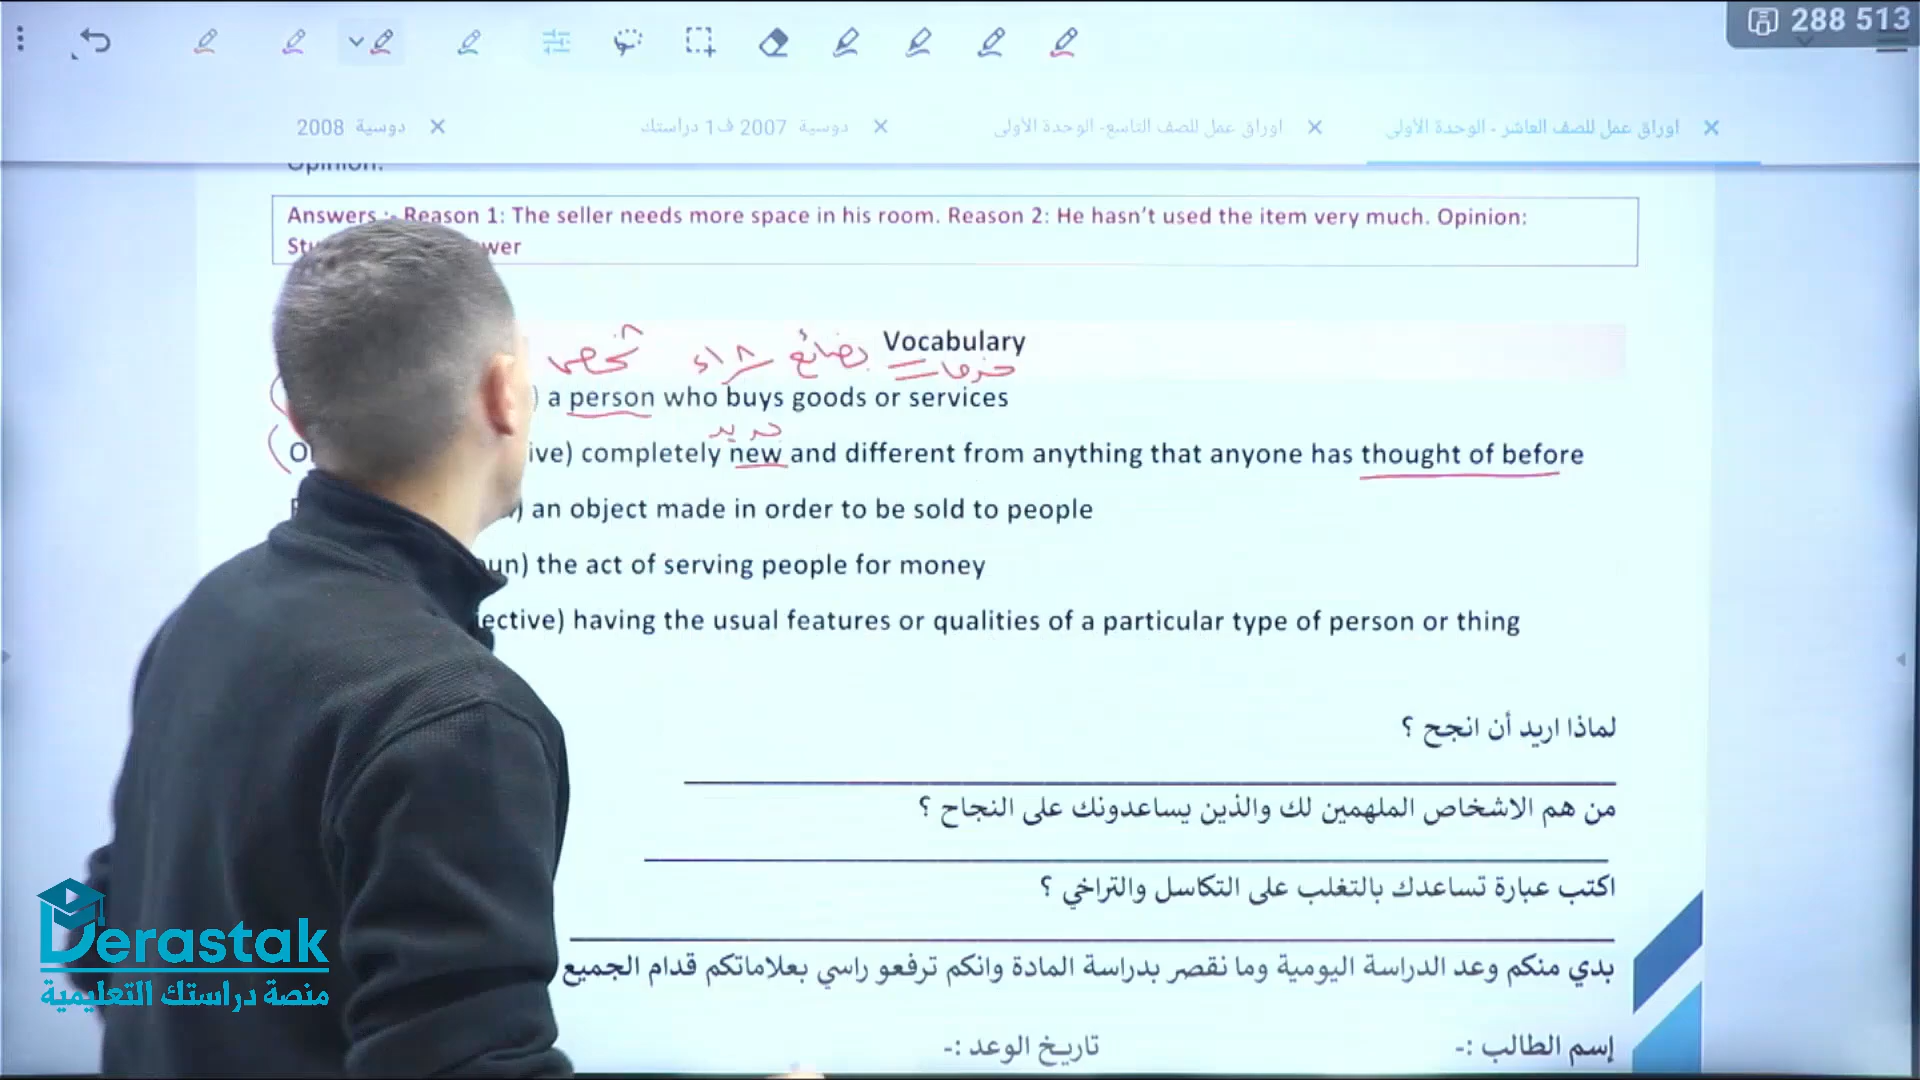 288 513
دوسية 2008
دوسية 2007 ف1 دراستك
اوراق عمل للصف التاسع- الوحدة الأولى
اوراق عمل للصف العاشر - الوحدة الأولى
Opinion:
Answers :- Reason 1: The seller needs more space in his room. Reason 2: He hasn't used the item very much. Opinion:
Vocabulary
شخص شراء بضائع خدمات
) a person who buys goods or services
جديد
ive) completely new and different from anything that anyone has thought of before
) an object made in order to be sold to people
un) the act of serving people for money
ective) having the usual features or qualities of a particular type of person or thing
لماذا اريد أن انجح ؟
من هم الاشخاص الملهمين لك والذين يساعدونك على النجاح ؟
اكتب عبارة تساعدك بالتغلب على التكاسل والتراخي ؟
بدي منكم وعد الدراسة اليومية وما نقصر بدراسة المادة وانكم ترفعو راسي بعلاماتكم قدام الجميع
إسم الطالب :-
تاريخ الوعد :-
Derastak
منصة دراستك التعليمية